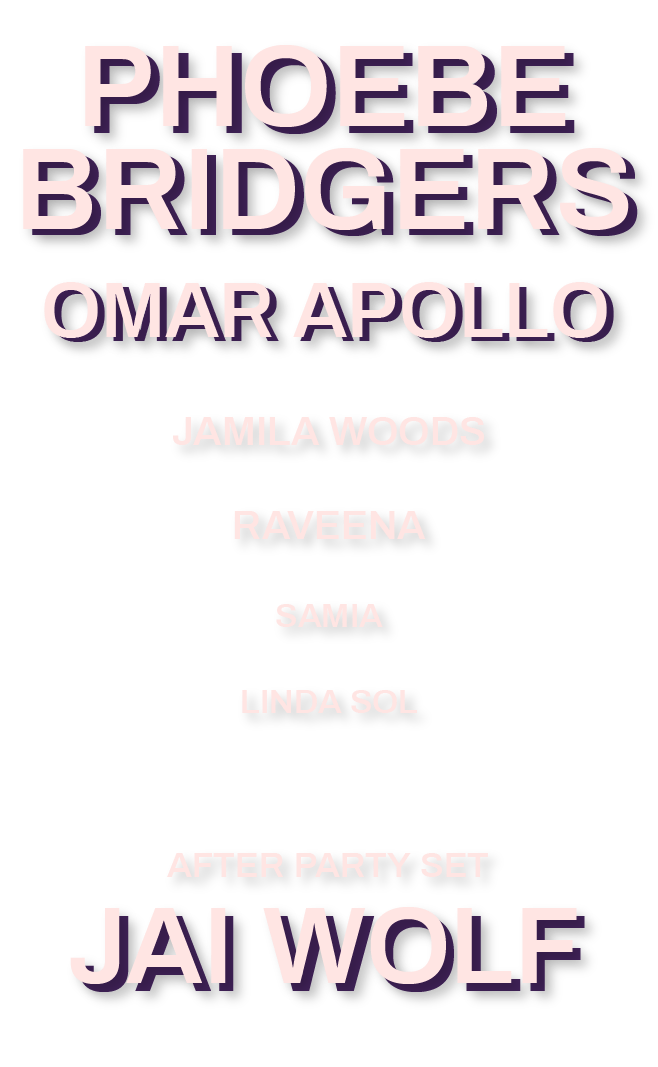 PHOEBE
BRIDGERS
OMAR APOLLO
JAMILA WOODS
RAVEENA
SAMIA
LINDA SOL
AFTER PARTY SET
JAI WOLF